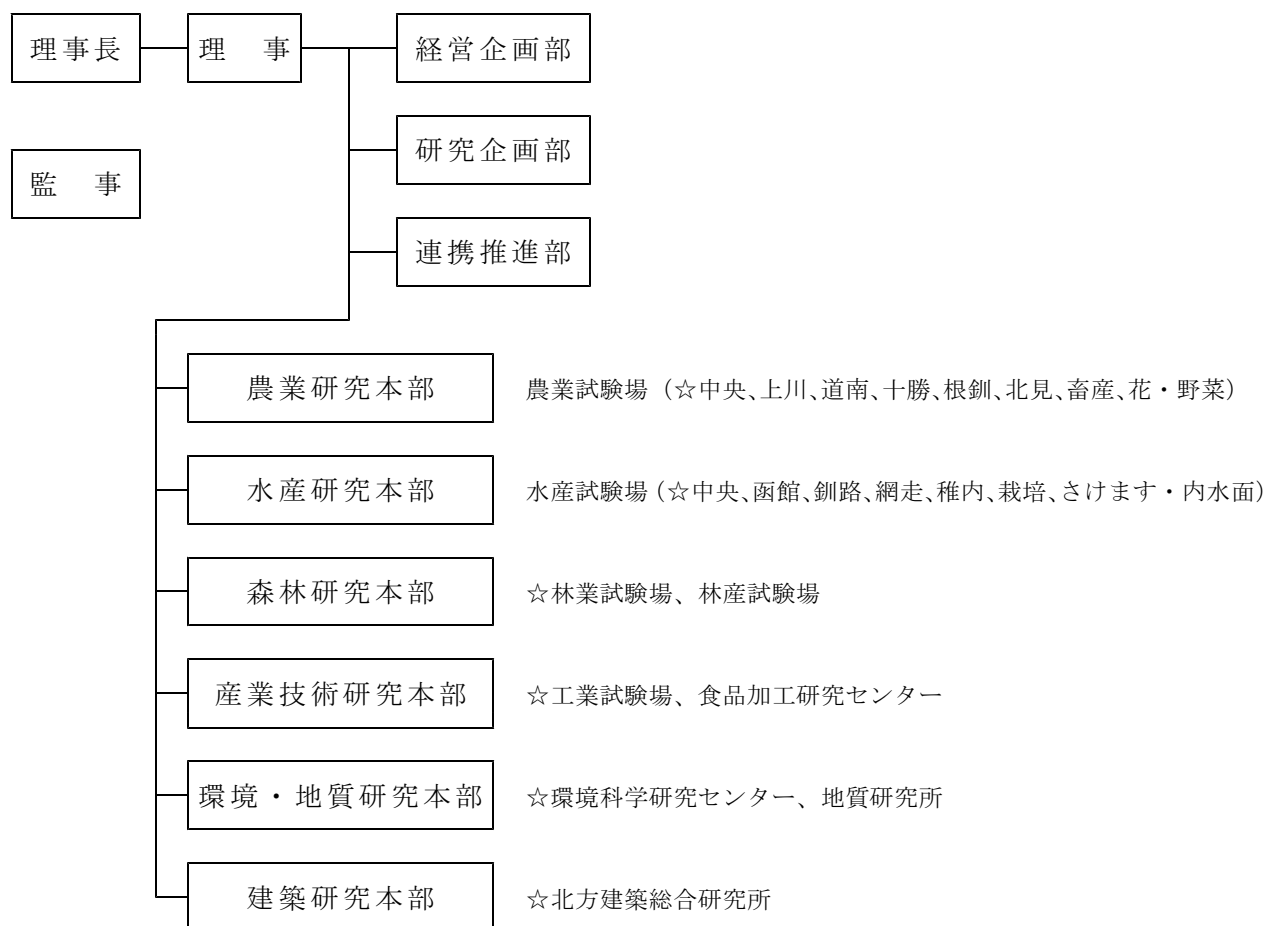 理事長
理　事
経営企画部
研究企画部
監　事
連携推進部
農業研究本部
農業試験場（☆中央、上川、道南、十勝、根釧、北見、畜産、花・野菜）
水産研究本部
水産試験場（☆中央、函館、釧路、網走、稚内、栽培、さけます・内水面）
森林研究本部
☆林業試験場、林産試験場
産業技術研究本部
☆工業試験場、食品加工研究センター
環境・地質研究本部
☆環境科学研究センター、地質研究所
建築研究本部
☆北方建築総合研究所